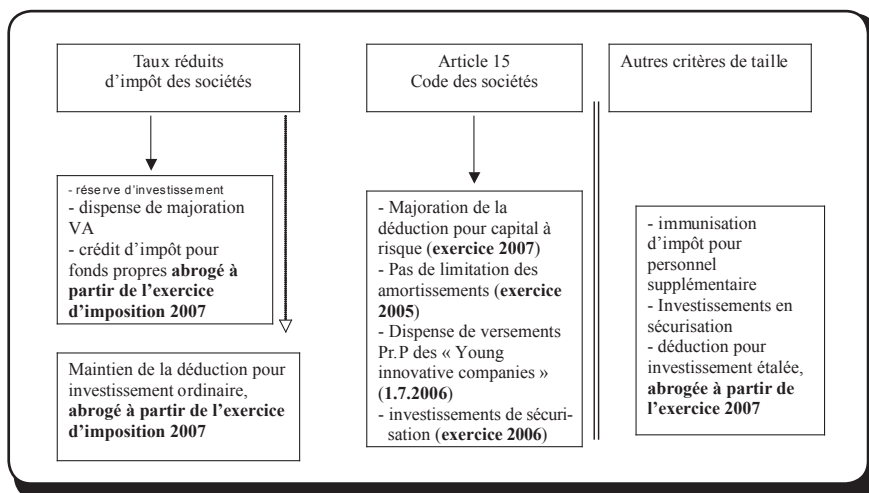 Taux réduits
d'impôt des sociétés
Article 15
Code des sociétés
Autres critères de taille
- réserve d'investissement
- dispense de majoration
VA
- crédit d'impôt pour
fonds propres abrogé à
partir de l'exercice
d'imposition 2007
Maintien de la déduction pour
investissement ordinaire,
abrogé à partir de l'exercice
d'imposition 2007
- Majoration de la
déduction pour capital à
risque (exercice 2007)
- Pas de limitation des
amortissements (exercice
2005)
- Dispense de versements
Pr.P des « Young
innovative companies »
(1.7.2006)
- investissements de sécuri-
sation (exercice 2006)
- immunisation
d'impôt pour
personnel
supplémentaire
- Investissements en
sécurisation
- déduction pour
investissement étalée,
abrogée à partir de
l'exercice 2007